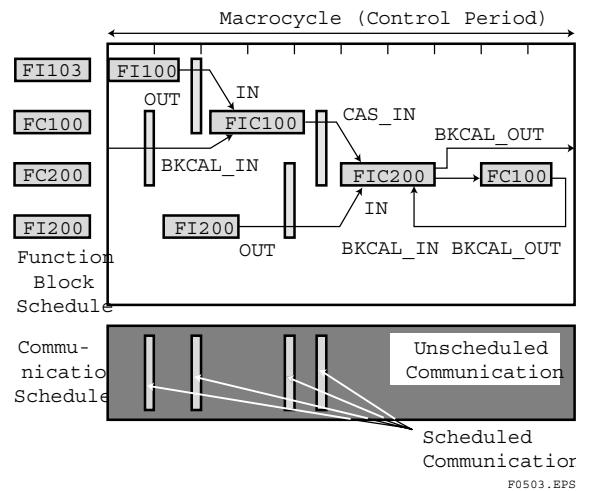 Macrocycle (Control Period)
FI103
FI100
OUT
IN
FC100
FIC100
CAS_IN
BKCAL_OUT
BKCAL_IN
FC200
FIC200
FC100
IN
FI200
FI200
OUT
BKCAL_IN
BKCAL_OUT
Function
Block
Schedule
Commu-
nicatio
Schedule
Unscheduled
Communication
Scheduled
Communication
F0503.EPS